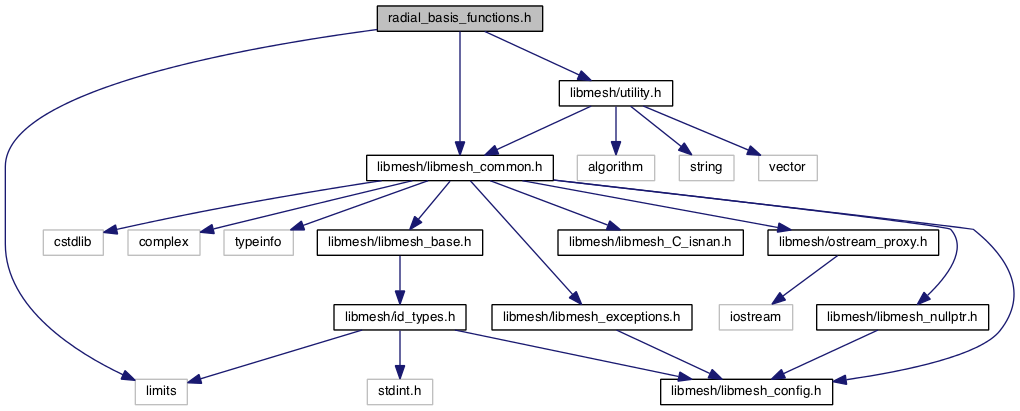 radial_basis_functions.h
libmesh/utility.h
libmesh/libmesh_common.h
algorithm
string
vector
cstdlib
complex
typeinfo
libmesh/libmesh_base.h
libmesh/libmesh_C_isnan.h
libmesh/ostream_proxy.h
libmesh/id_types.h
libmesh/libmesh_exceptions.h
iostream
libmesh/libmesh_nullptr.h
limits
stdint.h
libmesh/libmesh_config.h